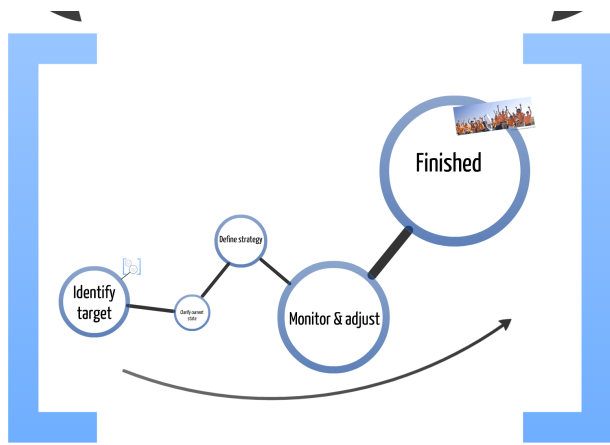 Identify
target
Clarify current
state
Define strategy
Monitor & adjust
Finished